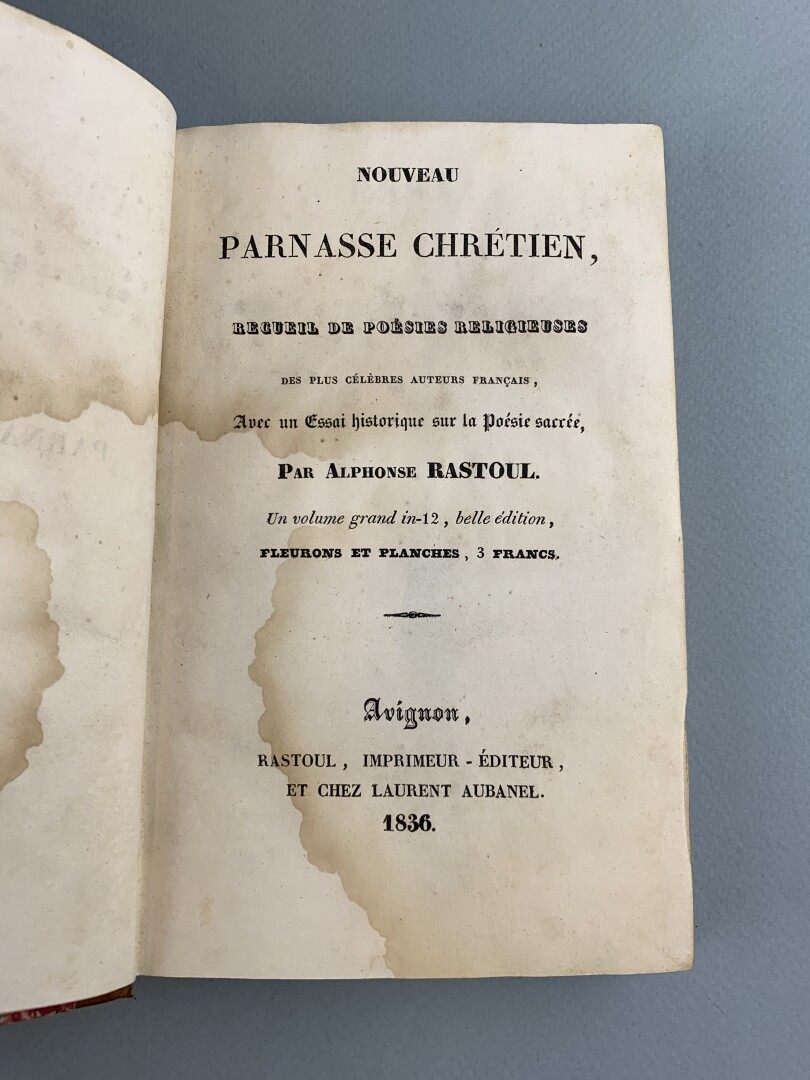 NOUVEAU
PARNASSE CHRÉTIEN,
RECUEIL DE POÉSIES RELIGIEUSES
DES PLUS CÉLÈBRES AUTEURS FRANÇAIS,
Avec un Essai historique sur la Poésie sacrée,
PAR ALPHONSE RASTOUL.
Un volume grand in-12, belle édition,
FLEURONS ET PLANCHES, 3 FRANCS.
Avignon,
RASTOUL, IMPRIMEUR-ÉDITEUR,
ET CHEZ LAURENT AUBANEL.
1836.